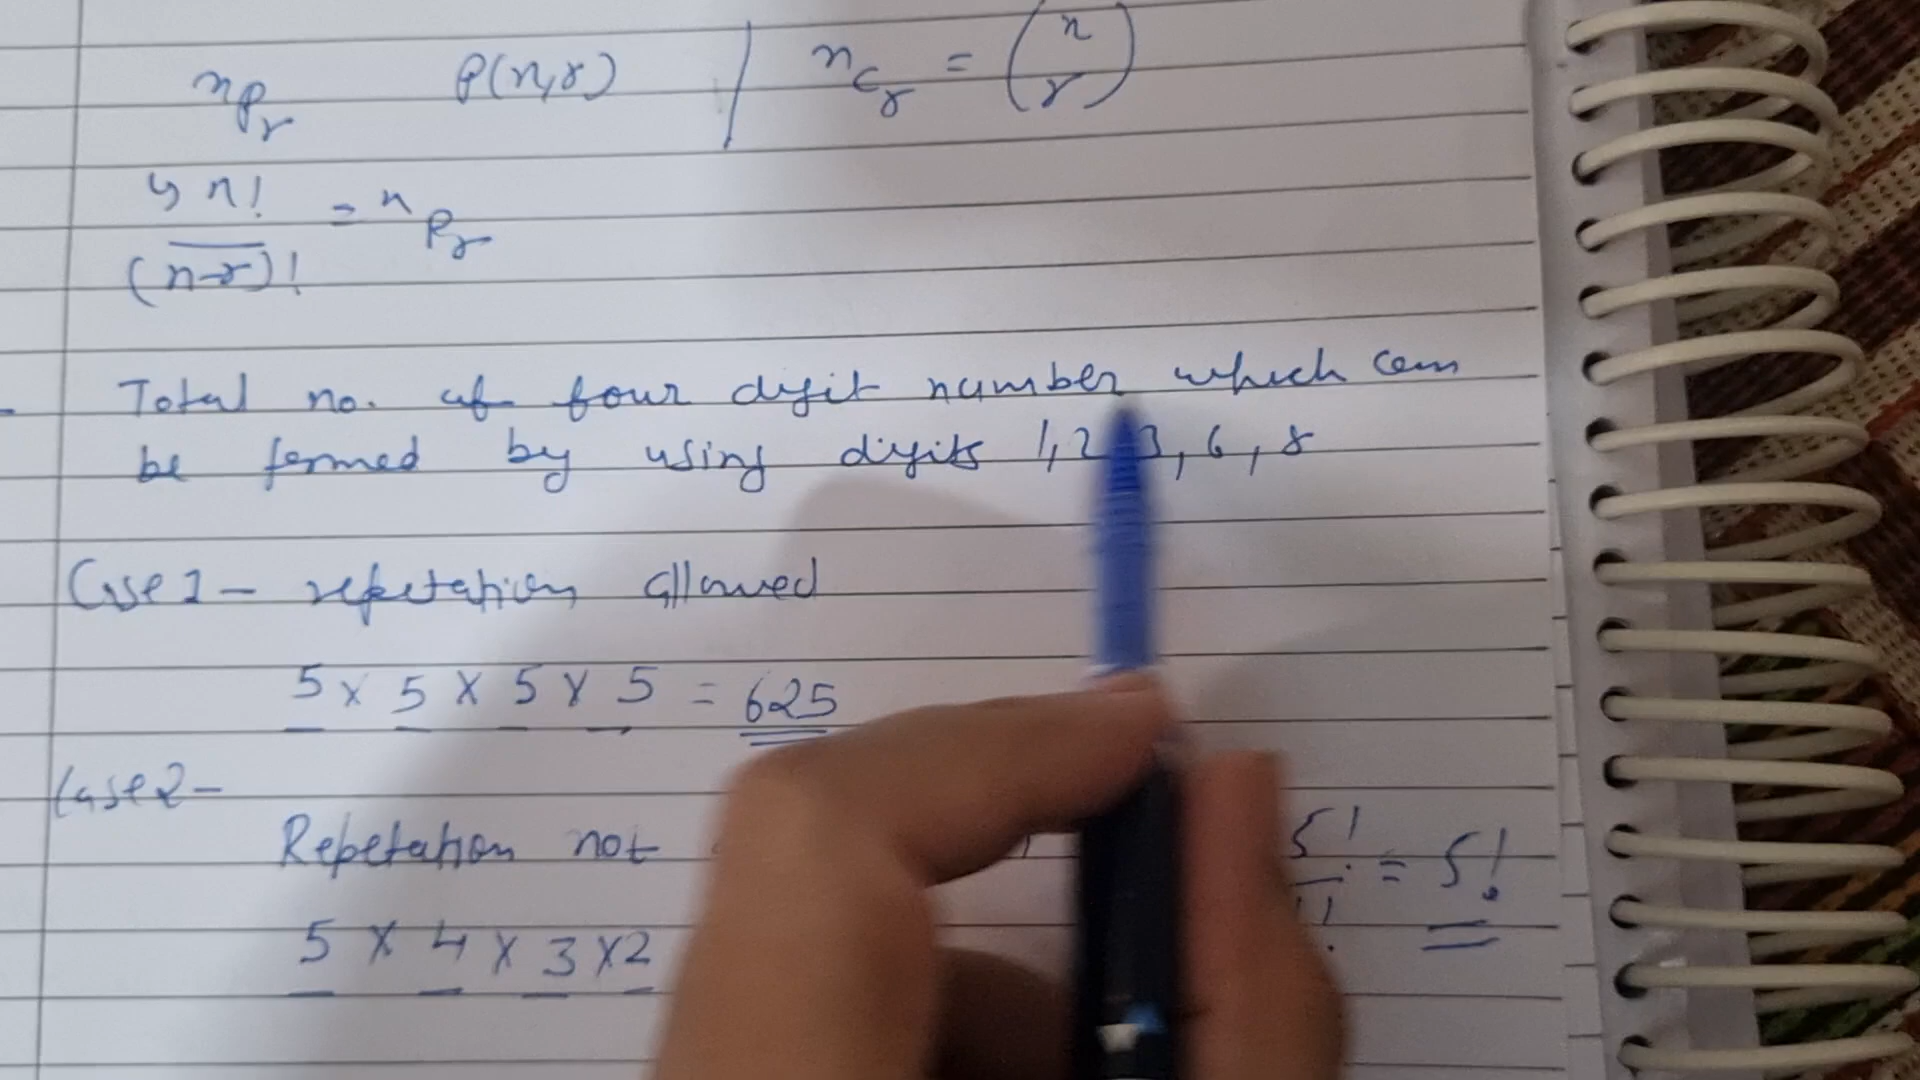 nPr P(n,r) | nCr = (n r)
↳ n! / (n-r)! = nPr
Total no. of four digit number which can
be formed by using digits 1,2 3, 6, 8
Case 1 - repetation allowed
5 x 5 x 5 x 5 = 625
Case 2 -
Repetation not
5! / 1! = 5!
5 x 4 x 3 x 2